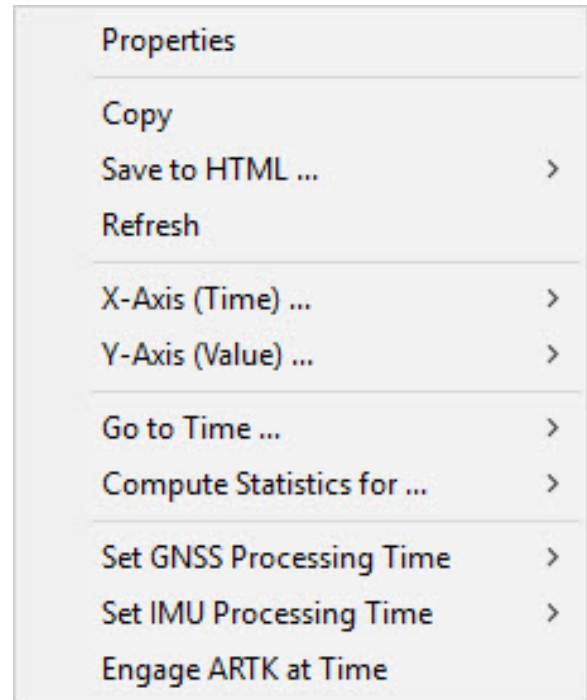 Properties
Copy
Save to HTML ...
Refresh
X-Axis (Time) ...
Y-Axis (Value) ...
Go to Time ...
Compute Statistics for ...
Set GNSS Processing Time
Set IMU Processing Time
Engage ARTK at Time